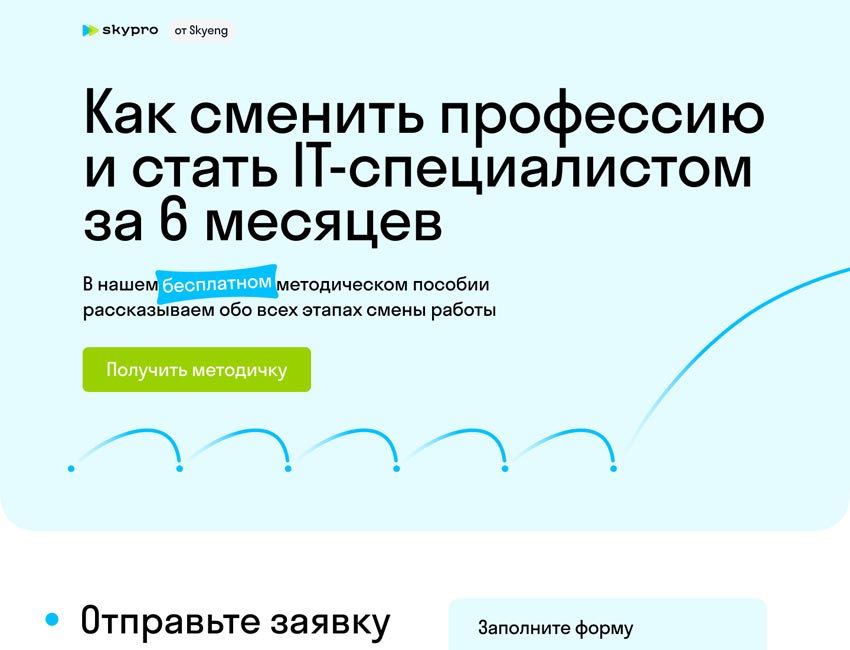 skypro от Skyeng
Как сменить профессию
и стать IT-специалистом
за 6 месяцев
В нашем бесплатном методическом пособии
рассказываем обо всех этапах смены работы
Получить методичку
Отправьте заявку
Заполните форму